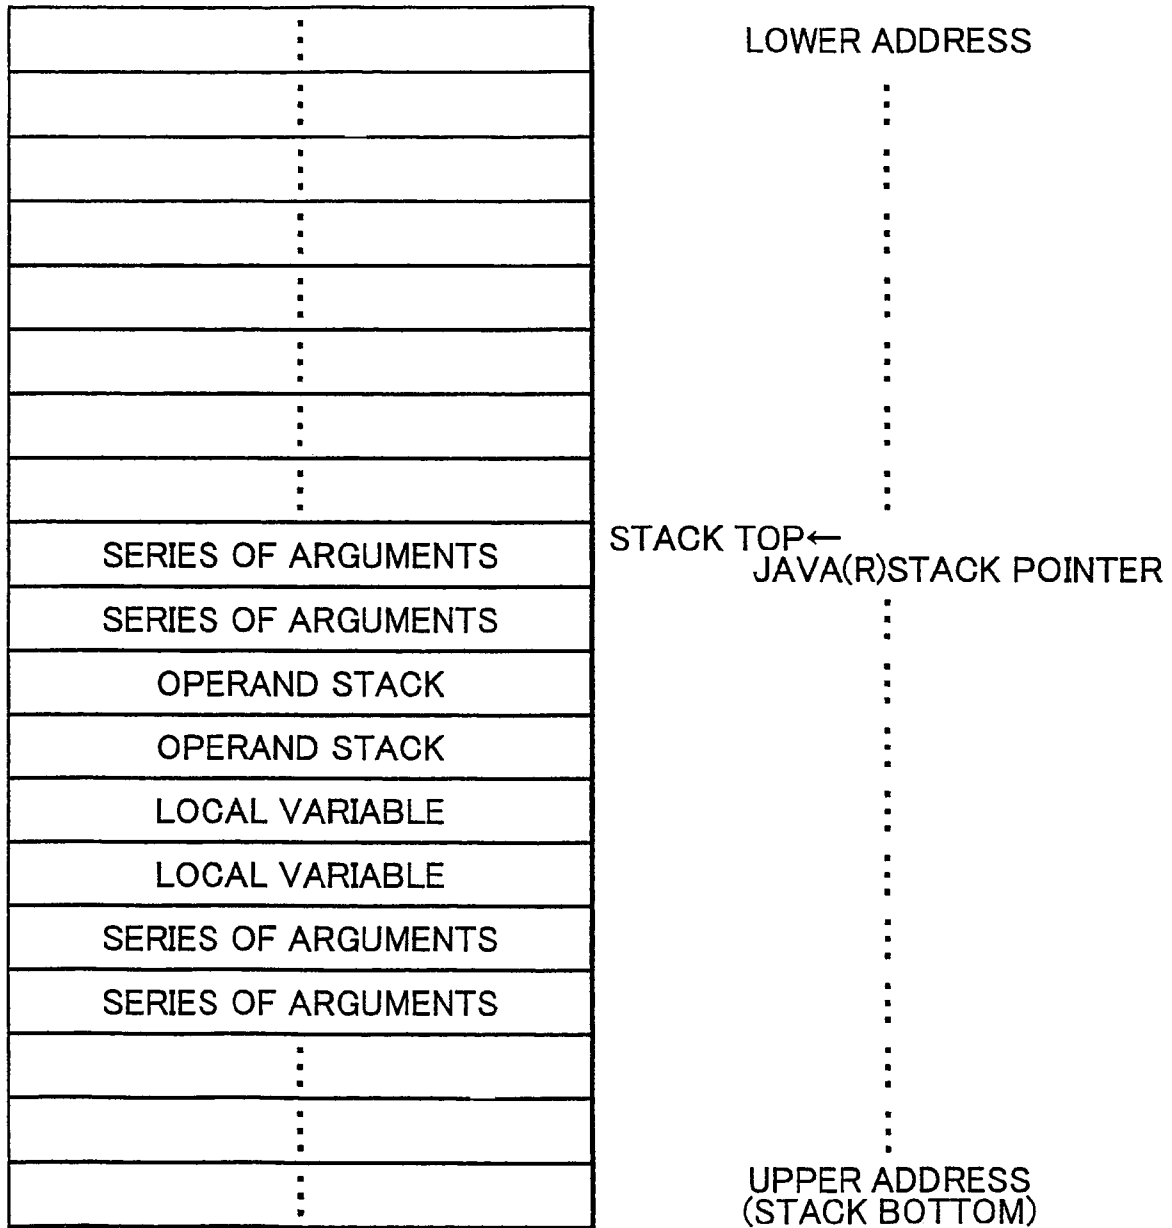 LOWER ADDRESS
SERIES OF ARGUMENTS
STACK TOP←
JAVA(R)STACK POINTER
SERIES OF ARGUMENTS
OPERAND STACK
OPERAND STACK
LOCAL VARIABLE
LOCAL VARIABLE
SERIES OF ARGUMENTS
SERIES OF ARGUMENTS
UPPER ADDRESS
(STACK BOTTOM)